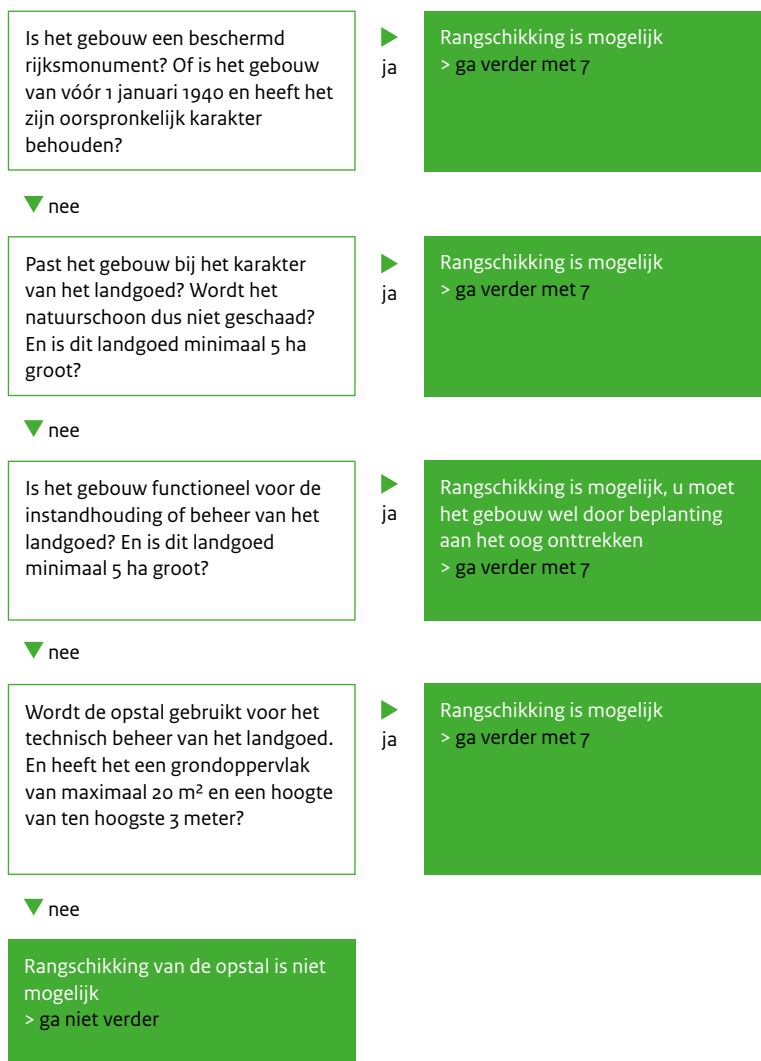 Is het gebouw een beschermd
rijksmonument? Of is het gebouw
van vóór 1 januari 1940 en heeft het
zijn oorspronkelijk karakter
behouden?
ja
Rangschikking is mogelijk
> ga verder met 7
nee
Past het gebouw bij het karakter
van het landgoed? Wordt het
natuurschoon dus niet geschaad?
En is dit landgoed minimaal 5 ha
groot?
ja
Rangschikking is mogelijk
> ga verder met 7
nee
Is het gebouw functioneel voor de
instandhouding of beheer van het
landgoed? En is dit landgoed
minimaal 5 ha groot?
ja
Rangschikking is mogelijk, u moet
het gebouw wel door beplanting
aan het oog onttrekken
> ga verder met 7
nee
Wordt de opstal gebruikt voor het
technisch beheer van het landgoed.
En heeft het een grondoppervlak
van maximaal 20 m² en een hoogte
van ten hoogste 3 meter?
ja
Rangschikking is mogelijk
> ga verder met 7
nee
Rangschikking van de opstal is niet
mogelijk
> ga niet verder